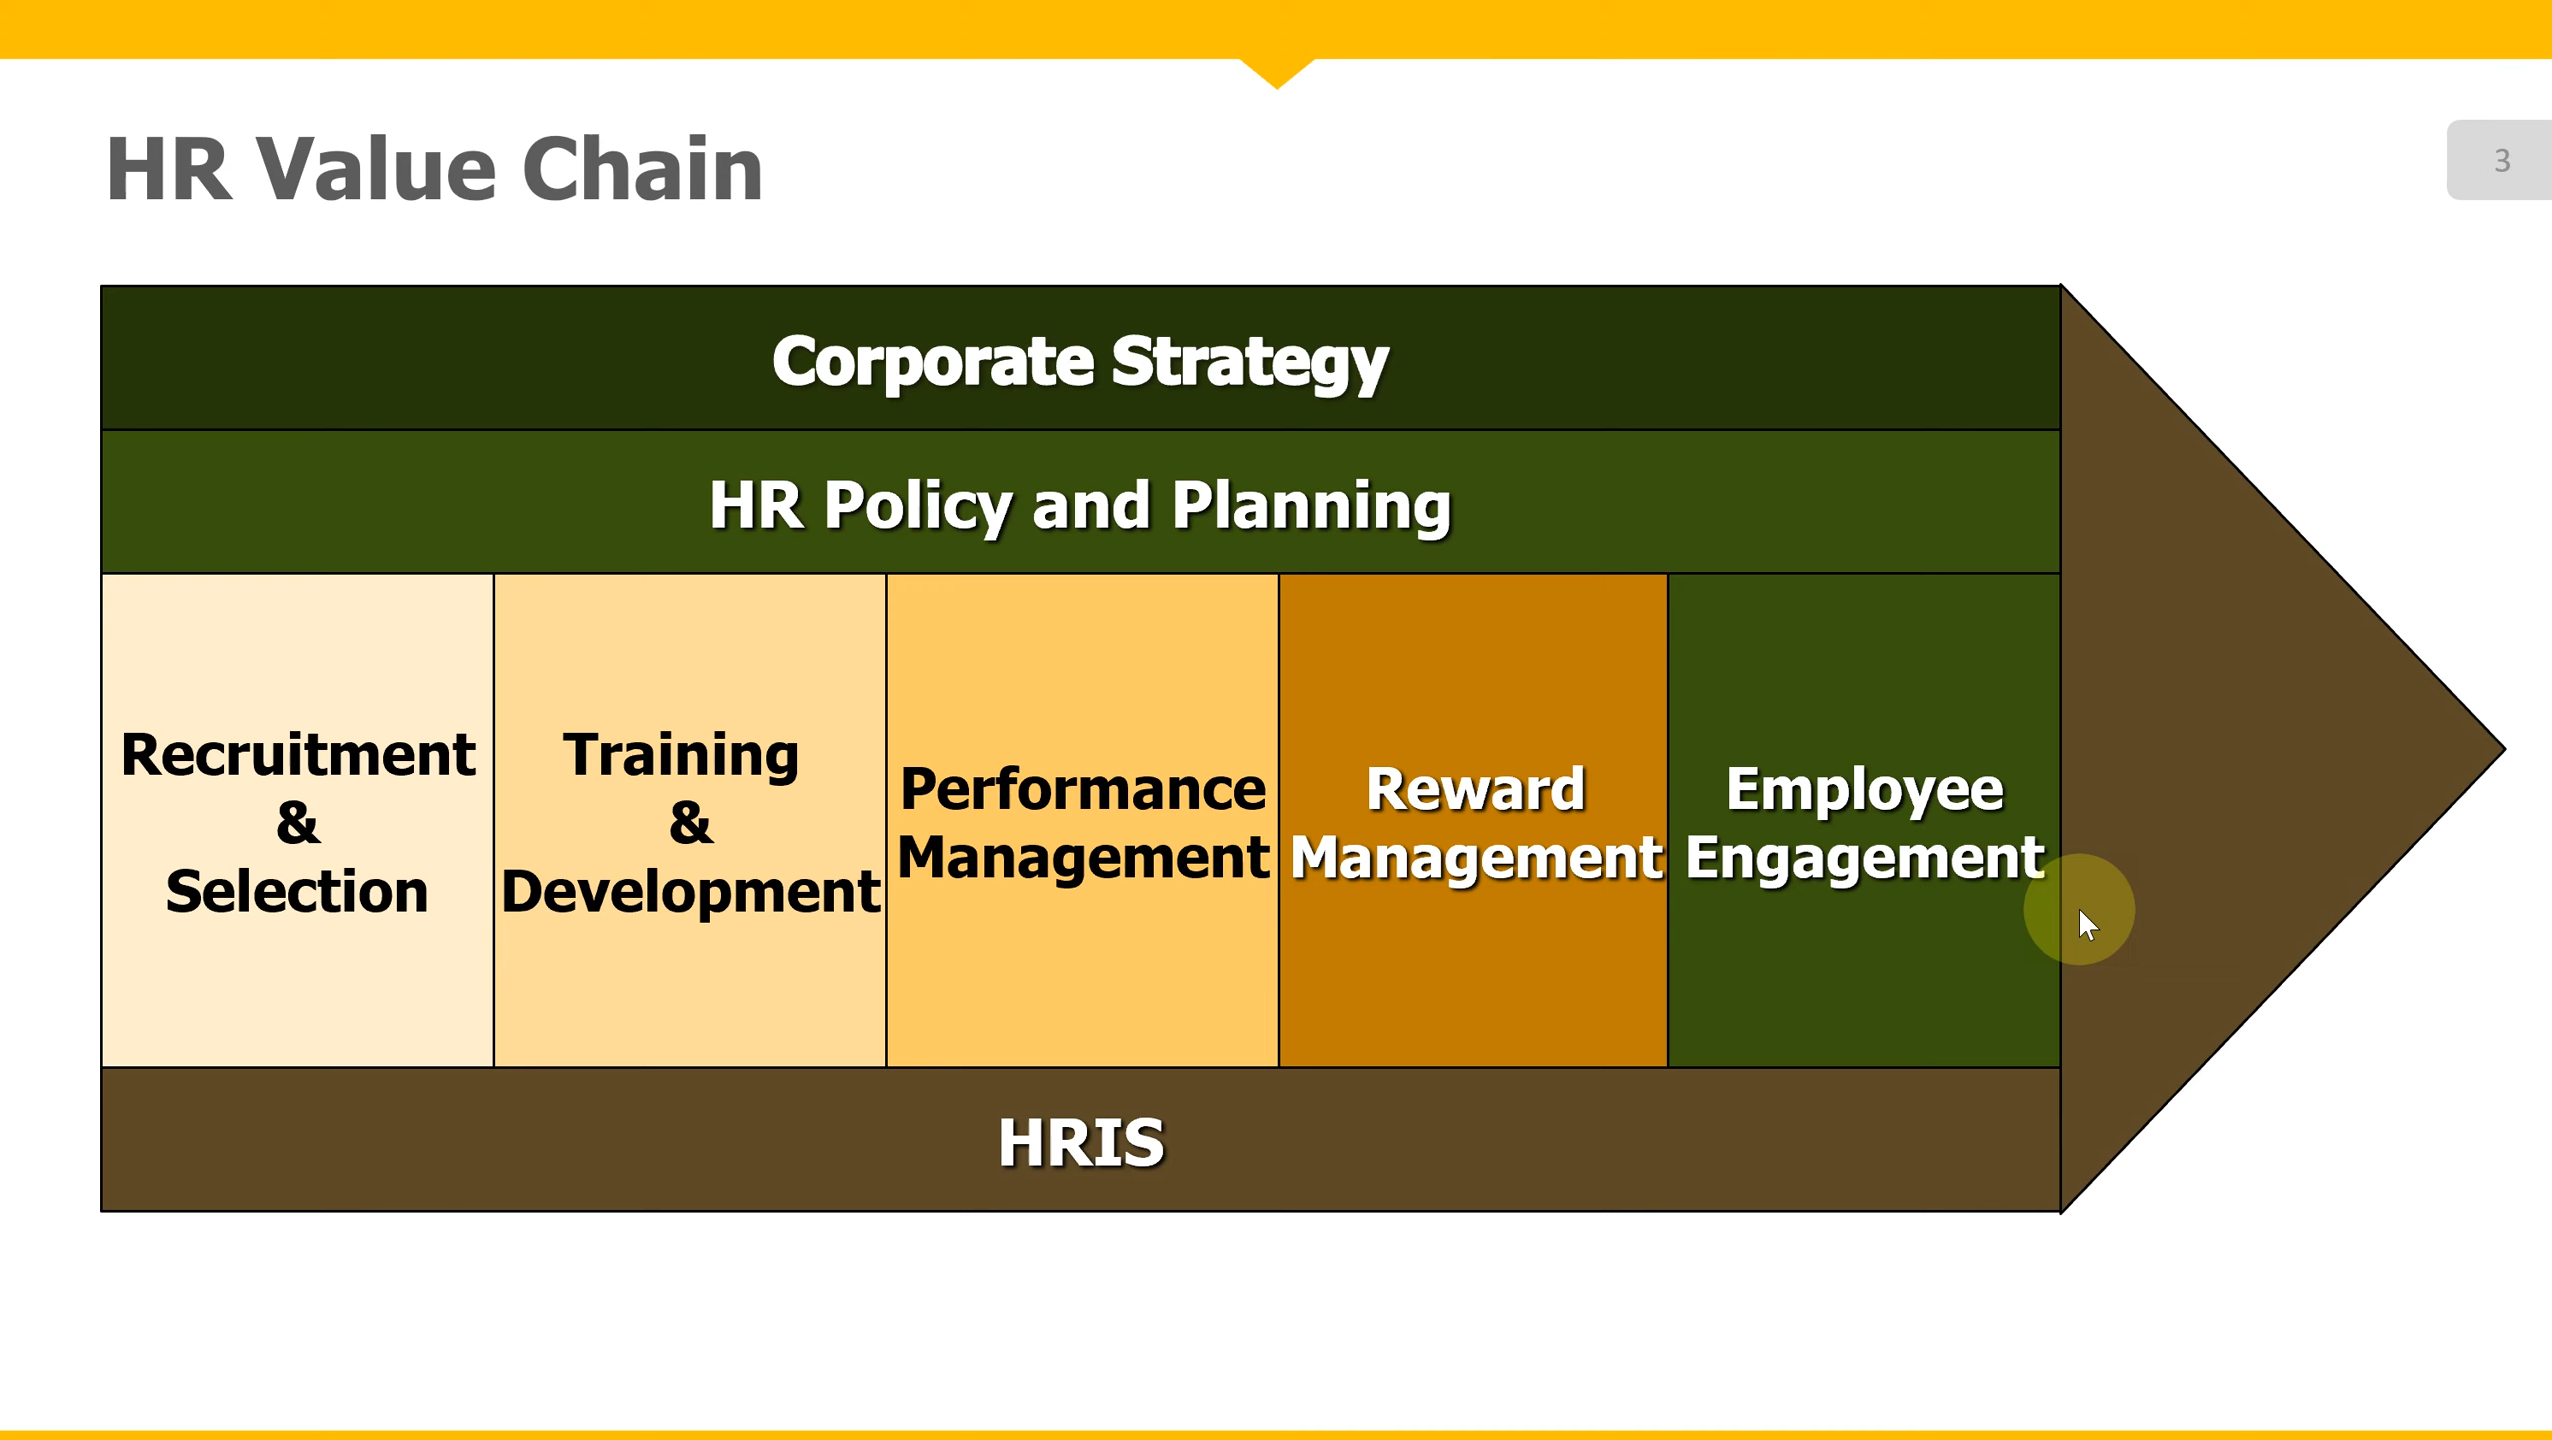 HR Value Chain
3
Corporate Strategy
HR Policy and Planning
Recruitment
&
Selection
Training
&
Development
Performance
Management
Reward
Management
Employee
Engagement
HRIS